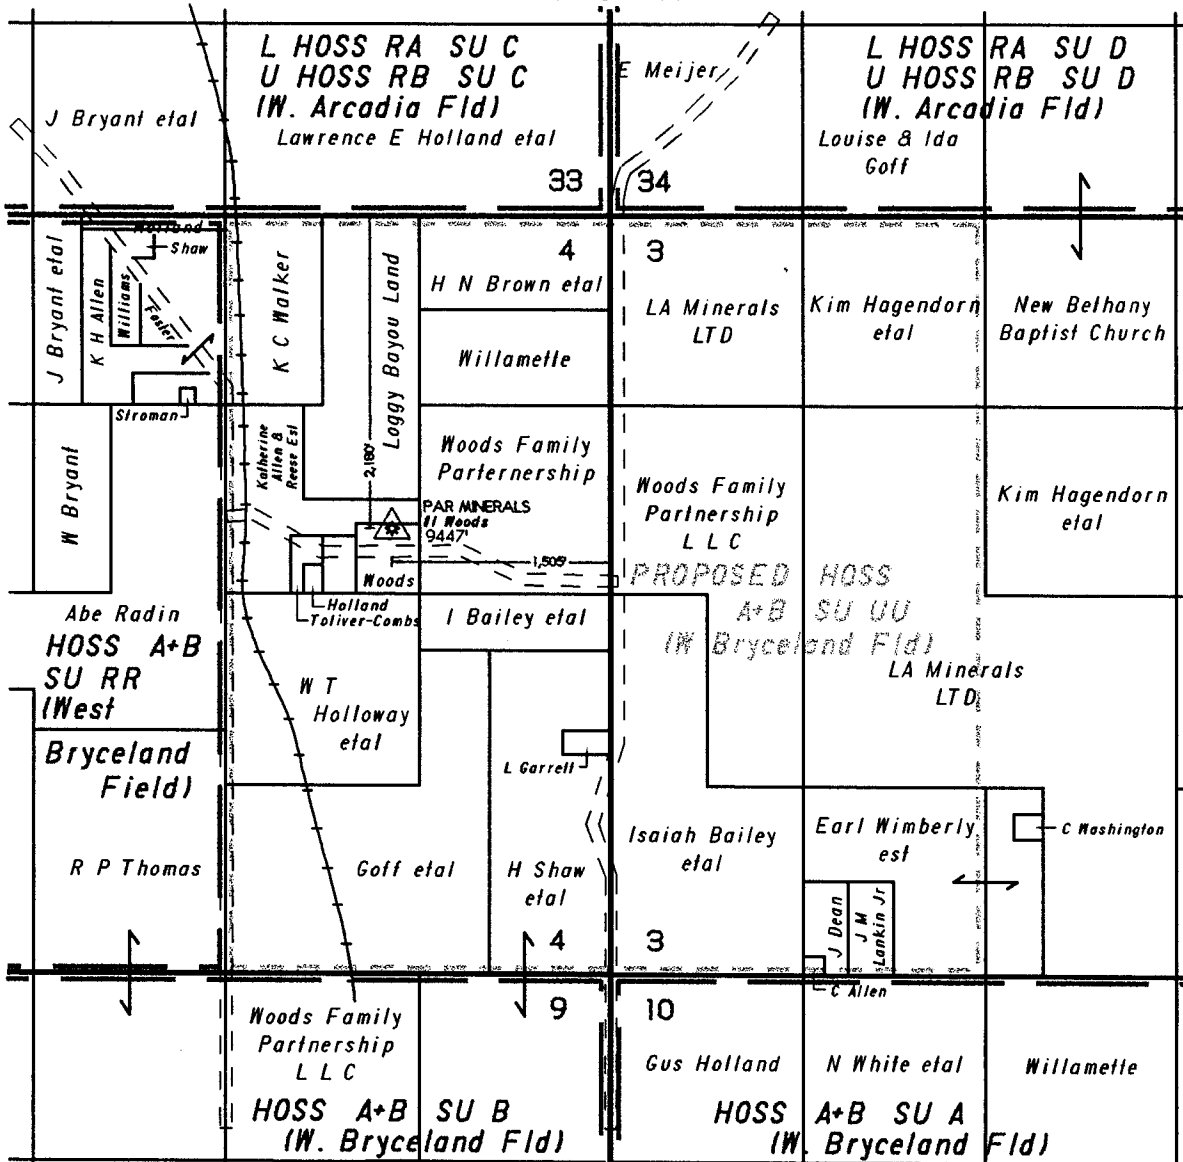 L HOSS RA SU C
U HOSS RB SU C
(W. Arcadia Fld)
Lawrence E Holland etal
J Bryant etal
33
E Meijer
34
L HOSS RA SU D
U HOSS RB SU D
(W. Arcadia Fld)
Louise & Ida
Goff
J Bryant etal
K H Allen
Williams
Foster
Holland
Shaw
Stroman
K C Walker
Loggy Bayou Land
2,180'
4
H N Brown etal
Willamette
3
LA Minerals
LTD
Kim Hagendorn
etal
New Bethany
Baptist Church
W Bryant
Katherine
Allen &
Reese Est
Woods Family
Parternership
PAR MINERALS
#1 Woods
9447'
1,505'
Woods
Holland
Toliver-Combs
Woods Family
Partnership
L L C
Kim Hagendorn
etal
PROPOSED HOSS
A+B SU UU
(W Bryceland Fld)
LA Minerals
LTD
Abe Radin
HOSS A+B
SU RR
(West
Bryceland
Field)
R P Thomas
I Bailey etal
W T
Holloway
etal
L Garrett
Goff etal
H Shaw
etal
4
Isaiah Bailey
etal
3
Earl Wimberly
est
C Washington
J Dean
J M
Lankin Jr
C Allen
Woods Family
Partnership
L L C
9
HOSS A+B SU B
(W. Bryceland Fld)
10
Gus Holland
N White etal
Willamette
HOSS A+B SU A
(W. Bryceland Fld)